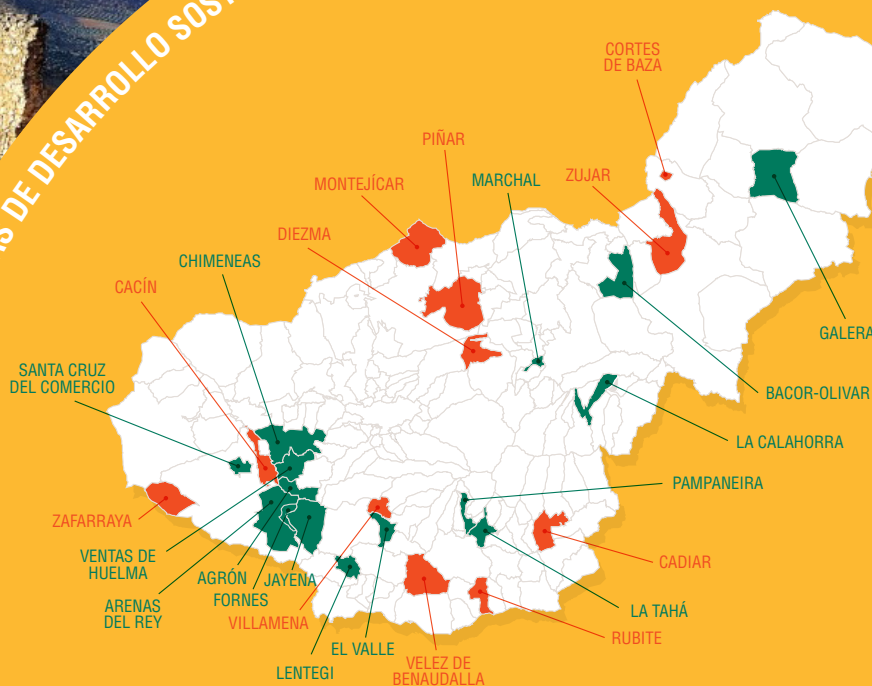 S DE DESARROLLO SOST
CORTES
DE BAZA
PIÑAR
MONTEJÍCAR
MARCHAL
ZUJAR
DIEZMA
CHIMENEAS
CACÍN
GALERA
SANTA CRUZ
DEL COMERCIO
BACOR-OLIVAR
LA CALAHORRA
PAMPANEIRA
ZAFARRAYA
VENTAS DE
HUELMA
CADIAR
AGRÓN
JAYENA
FORNES
ARENAS
DEL REY
LA TAHÁ
VILLAMENA
RUBITE
EL VALLE
LENTEGI
VELEZ DE
BENAUDALLA